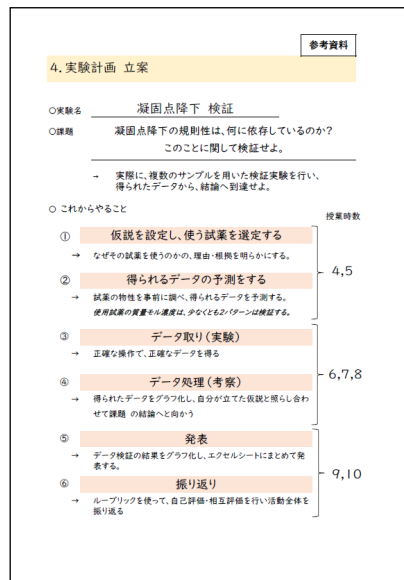 参考資料
4.実験計画 立案
○実験名 凝固点降下 検証
○課題 凝固点降下の規則性は、何に依存しているのか?
このことに関して検証せよ。
→ 実際に、複数のサンプルを用いた検証実験を行い、
得られたデータから、結論へ到達せよ。
○ これからやること
授業時数
① 仮説を設定し、使う試薬を選定する
→ なぜその試薬を使うのかの、理由・根拠を明らかにする。
4,5
② 得られるデータの予測をする
→ 試薬の物性を事前に調べ、得られるデータを予測する。
使用試薬の質量モル濃度は、少なくとも2パターンは検証する。
③ データ取り(実験)
→ 正確な操作で、正確なデータを得る
6,7,8
④ データ処理(考察)
→ 得られたデータをグラフ化し、自分が立てた仮説と照らし合わ
せて課題 の結論へと向かう
⑤ 発表
→ データ検証の結果をグラフ化し、エクセルシートにまとめて発
表する。
9,10
⑥ 振り返り
→ ルーブリックを使って、自己評価・相互評価を行い活動全体を
振り返る